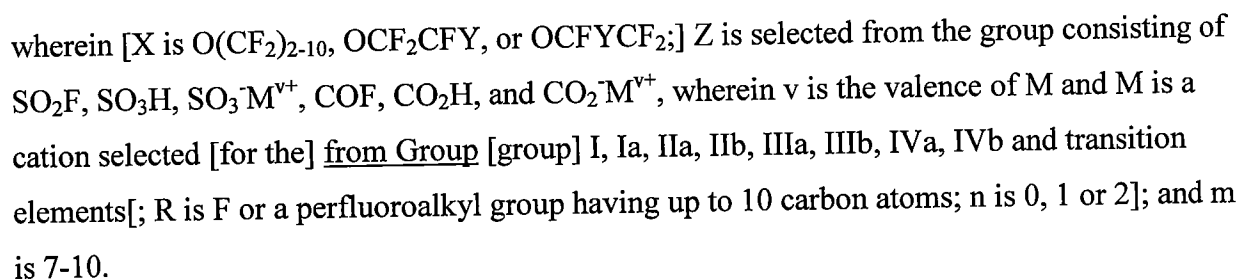 wherein [X is O(CF₂)₂₋₁₀, OCF₂CFY, or OCFYCF₂;] Z is selected from the group consisting of
SO₂F, SO₃H, SO₃⁻Mᵛ⁺, COF, CO₂H, and CO₂⁻Mᵛ⁺, wherein v is the valence of M and M is a
cation selected [for the] from Group [group] I, Ia, IIa, IIb, IIIa, IIIb, IVa, IVb and transition
elements[; R is F or a perfluoroalkyl group having up to 10 carbon atoms; n is 0, 1 or 2]; and m
is 7-10.